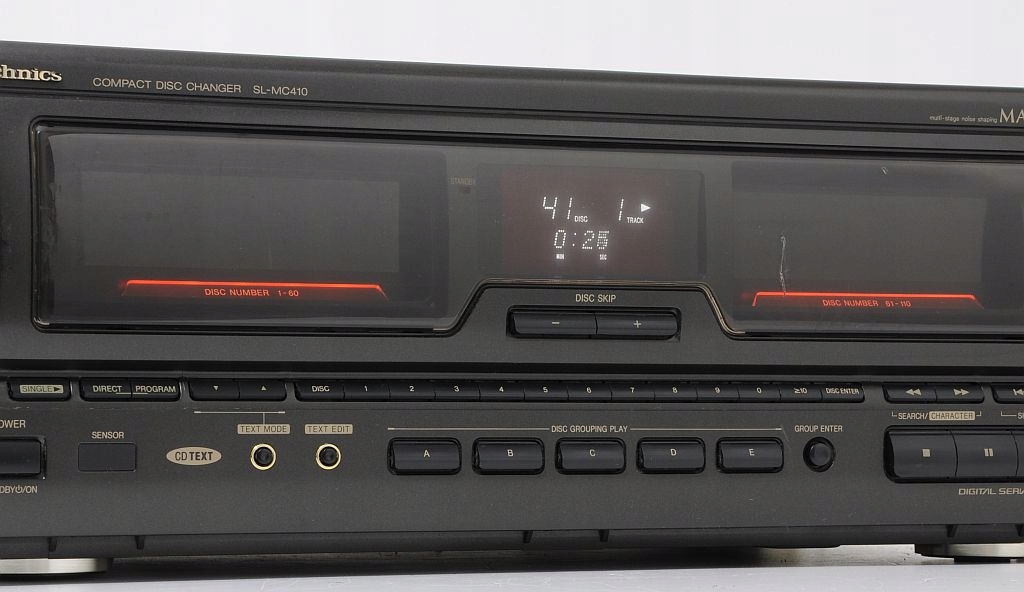 chnics
COMPACT DISC CHANGER SL-MC410
multi-stage noise shaping MA
STANDBY
41 DISC 1 TRACK
MIN SEC
DISC NUMBER 1-60
DISC NUMBER 61-110
DISC SKIP
− +
SINGLE
DIRECT PROGRAM
DISC 1 2 3 4 5 6 7 8 9 0 ≥10 DISC ENTER
SEARCH/CHARACTER
OWER
SENSOR
CD TEXT
TEXT MODE
TEXT EDIT
DISC GROUPING PLAY
GROUP ENTER
A B C D E
DBY/ON
DIGITAL SER